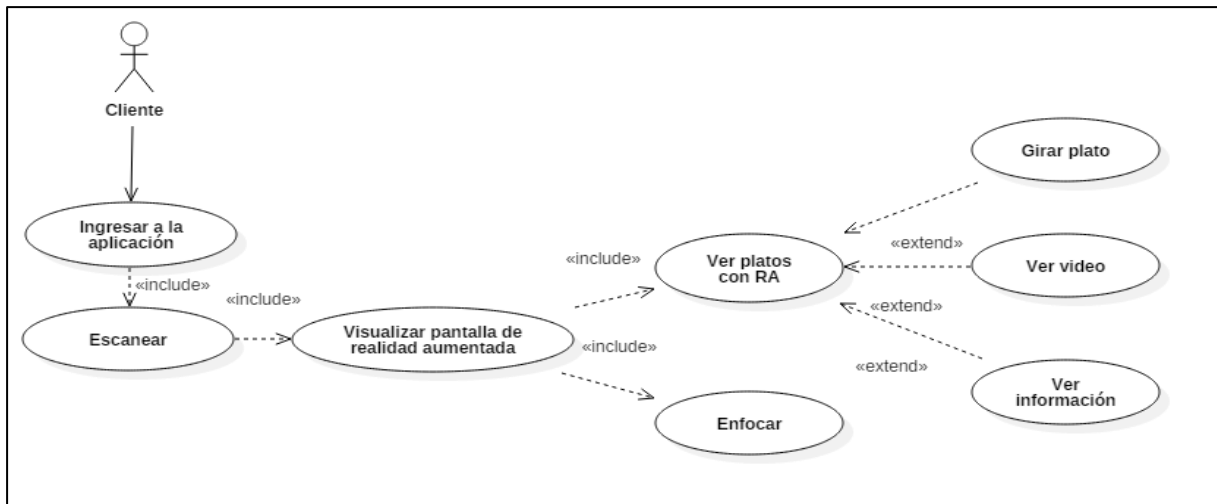 Cliente
Ingresar a la
aplicación
«include»
Escanear
«include»
Visualizar pantalla de
realidad aumentada
«include»
«include»
Ver platos
con RA
Enfocar
Girar plato
«extend»
Ver video
«extend»
«extend»
Ver
información